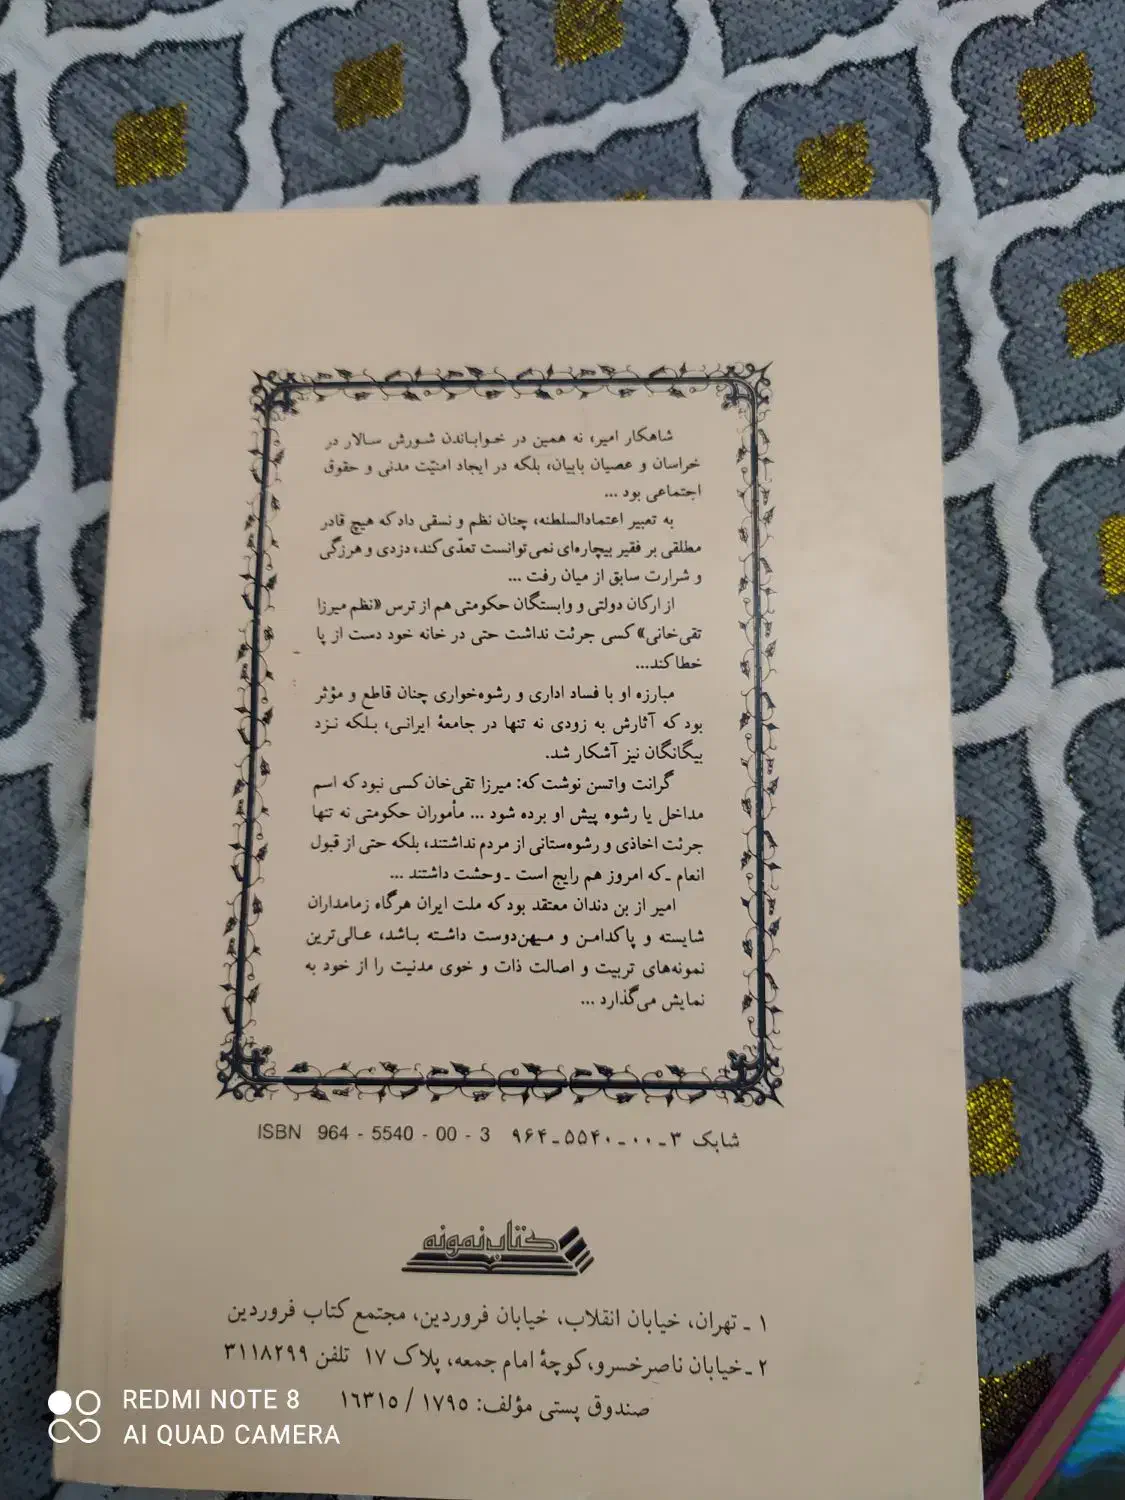 شاهکار امیر، نه همین در خواباندن شورش سالار در
خراسان و عصیان بابیان، بلکه در ایجاد امنیّت مدنی و حقوق
اجتماعی بود ...
به تعبیر اعتمادالسلطنه، چنان نظم و نسقی داد که هیچ قادر
مطلقی بر فقیر بیچاره‌ای نمی‌توانست تعدّی کند، دزدی و هرزگی
و شرارت سابق از میان رفت ...
از ارکان دولتی و وابستگان حکومتی هم از ترس «نظم میرزا
تقی‌خانی» کسی جرئت نداشت حتی در خانه خود دست از پا
خطا کند...
مبارزه او با فساد اداری و رشوه‌خواری چنان قاطع و مؤثر
بود که آثارش به زودی نه تنها در جامعهٔ ایرانی، بلکه نزد
بیگانگان نیز آشکار شد.
گرانت واتسن نوشت که: میرزا تقی‌خان کسی نبود که اسم
مداخل یا رشوه پیش او برده شود ... مأموران حکومتی نه تنها
جرئت اخاذی و رشوه‌ستانی از مردم نداشتند، بلکه حتی از قبول
انعام ـ که امروز هم رایج است ـ وحشت داشتند ...
امیر از بن دندان معتقد بود که ملت ایران هرگاه زمامداران
شایسته و پاکدامن و میهن‌دوست داشته باشد، عالی‌ترین
نمونه‌های تربیت و اصالت ذات و خوی مدنیت را از خود به
نمایش می‌گذارد ...
شابک ۳ـ۰۰ـ۵۵۴۰ـ۹۶۴ ISBN 964 - 5540 - 00 - 3
کتاب نمونه
۱ ـ تهران، خیابان انقلاب، خیابان فروردین، مجتمع کتاب فروردین
۲ ـ خیابان ناصرخسرو، کوچهٔ امام جمعه، پلاک ۱۷ تلفن ۳۱۱۸۲۹۹
صندوق پستی مؤلف: ۱۷۹۵ / ۱۶۳۱۵
REDMI NOTE 8
AI QUAD CAMERA